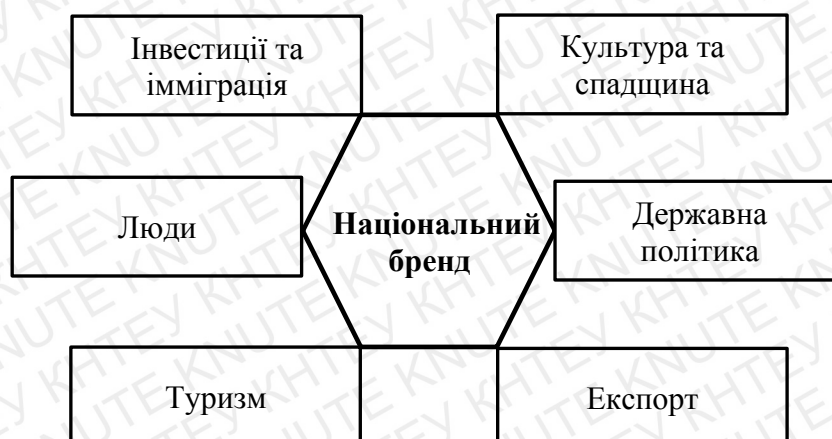 Інвестиції та
імміграція
Культура та
спадщина
Люди
Національний
бренд
Державна
політика
Туризм
Експорт